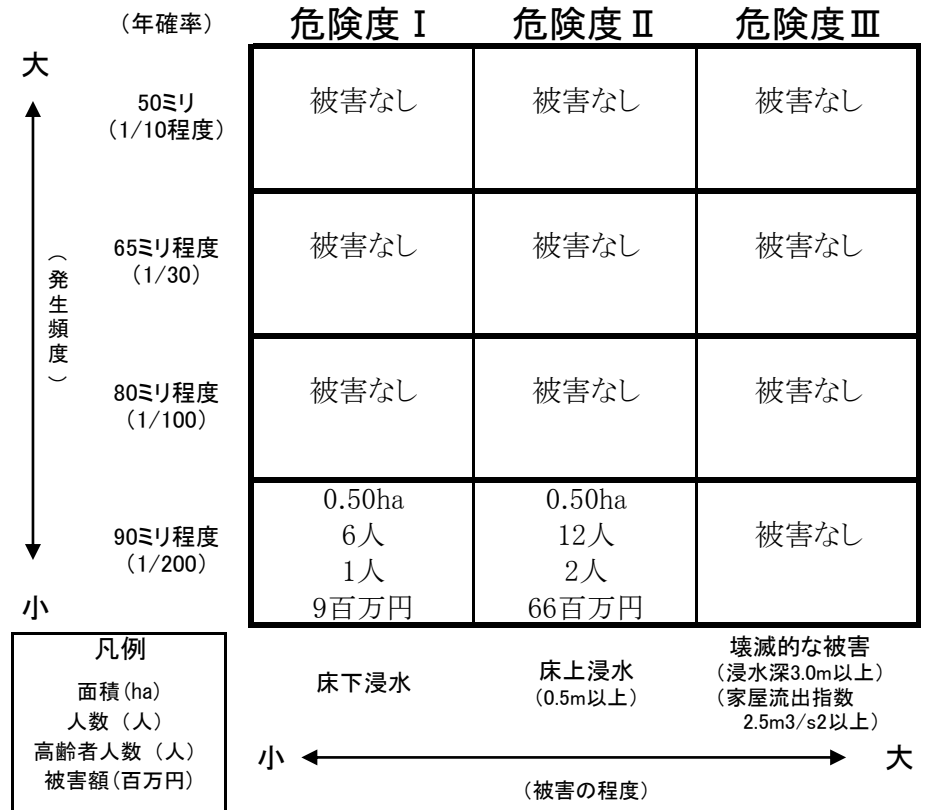 （年確率）
危険度Ⅰ
危険度Ⅱ
危険度Ⅲ
大
50ミリ
（1/10程度）
被害なし
被害なし
被害なし
65ミリ程度
（1/30）
被害なし
被害なし
被害なし
（発生頻度）
80ミリ程度
（1/100）
被害なし
被害なし
被害なし
90ミリ程度
（1/200）
0.50ha
6人
1人
9百万円
0.50ha
12人
2人
66百万円
被害なし
小
凡例
面積(ha)
人数（人）
高齢者人数（人）
被害額(百万円)
床下浸水
床上浸水
（0.5m以上）
壊滅的な被害
（浸水深3.0m以上）
（家屋流出指数
2.5m3/s2以上）
小
大
（被害の程度）